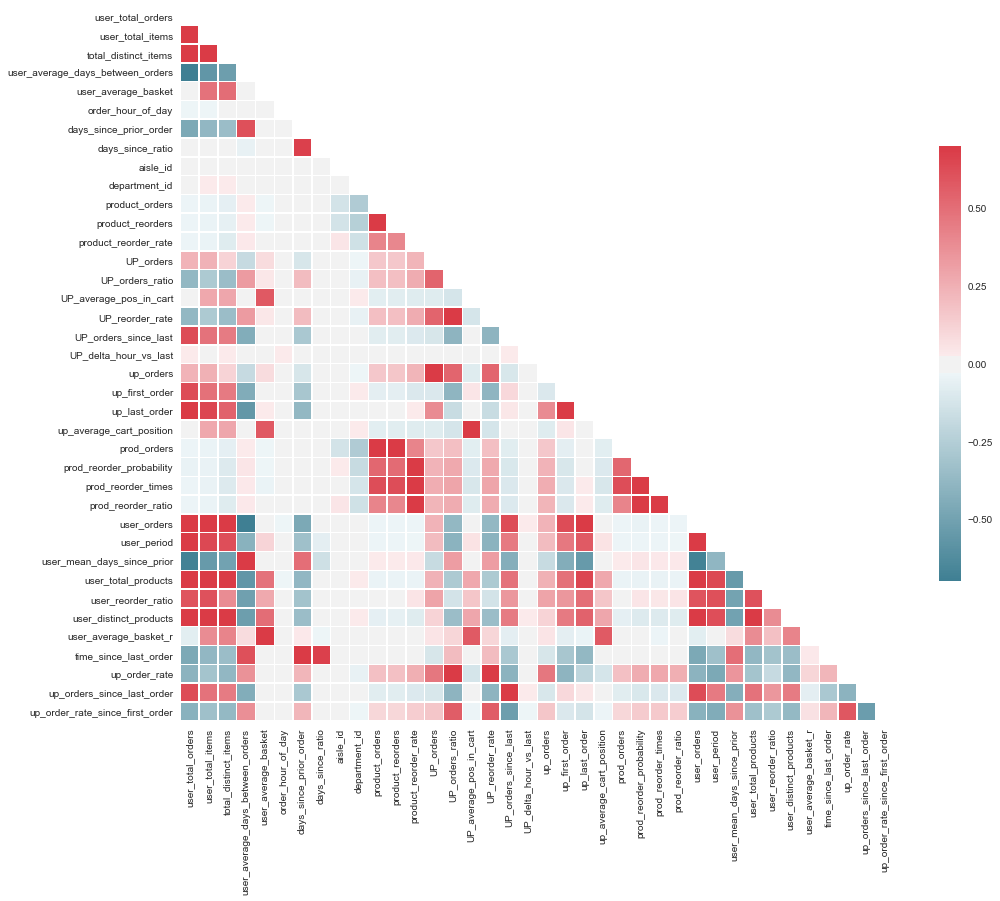 user_total_orders
user_total_items
total_distinct_items
user_average_days_between_orders
user_average_basket
order_hour_of_day
days_since_prior_order
days_since_ratio
aisle_id
department_id
product_orders
product_reorders
product_reorder_rate
UP_orders
UP_orders_ratio
UP_average_pos_in_cart
UP_reorder_rate
UP_orders_since_last
UP_delta_hour_vs_last
up_orders
up_first_order
up_last_order
up_average_cart_position
prod_orders
prod_reorder_probability
prod_reorder_times
prod_reorder_ratio
user_orders
user_period
user_mean_days_since_prior
user_total_products
user_reorder_ratio
user_distinct_products
user_average_basket_r
time_since_last_order
up_order_rate
up_orders_since_last_order
up_order_rate_since_first_order
user_total_orders
user_total_items
total_distinct_items
user_average_days_between_orders
user_average_basket
order_hour_of_day
days_since_prior_order
days_since_ratio
aisle_id
department_id
product_orders
product_reorders
product_reorder_rate
UP_orders
UP_orders_ratio
UP_average_pos_in_cart
UP_reorder_rate
UP_orders_since_last
UP_delta_hour_vs_last
up_orders
up_first_order
up_last_order
up_average_cart_position
prod_orders
prod_reorder_probability
prod_reorder_times
prod_reorder_ratio
user_orders
user_period
user_mean_days_since_prior
user_total_products
user_reorder_ratio
user_distinct_products
user_average_basket_r
time_since_last_order
up_order_rate
up_orders_since_last_order
up_order_rate_since_first_order
0.50
0.25
0.00
−0.25
−0.50